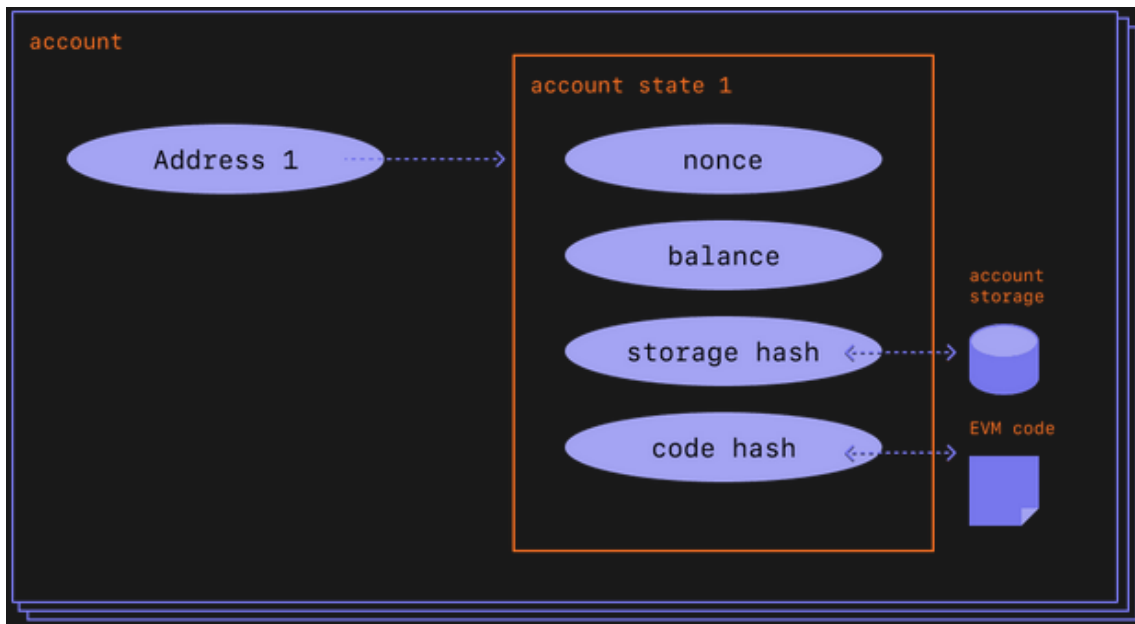 account
account state 1
Address 1
nonce
balance
account
storage
storage hash
EVM code
code hash